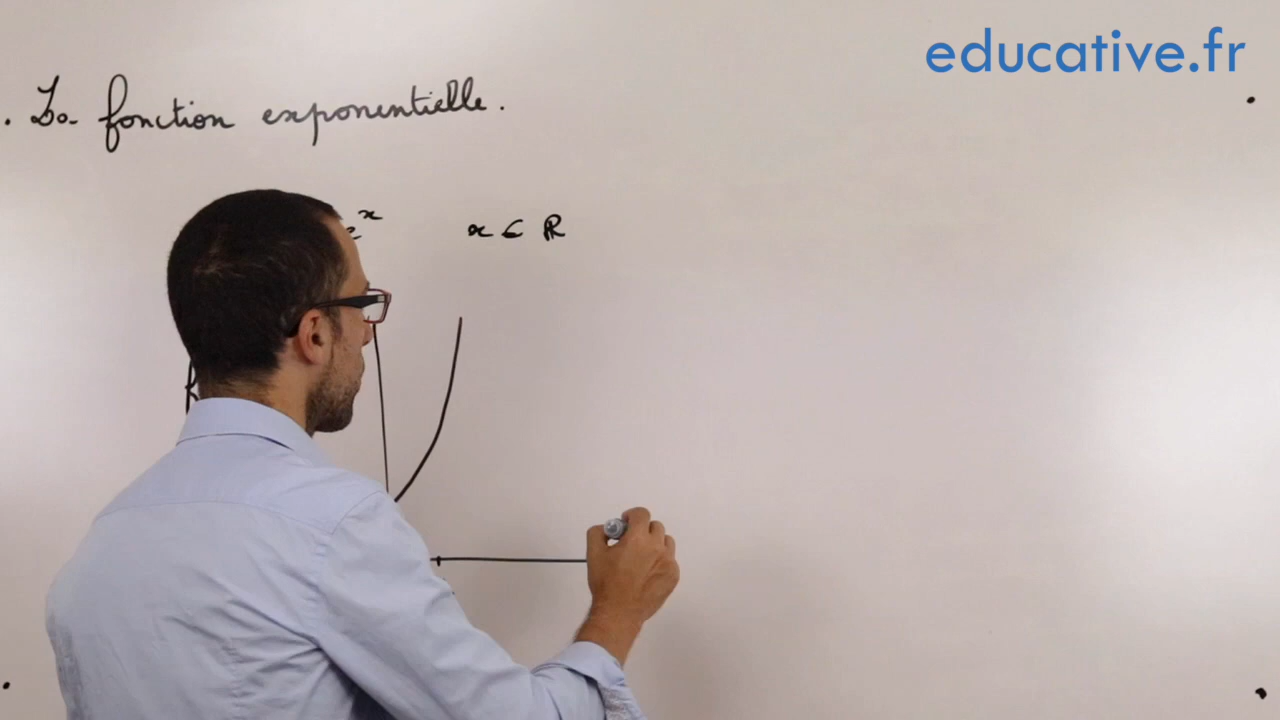 educative.fr
. La fonction exponentielle.
e^x x ∈ ℝ